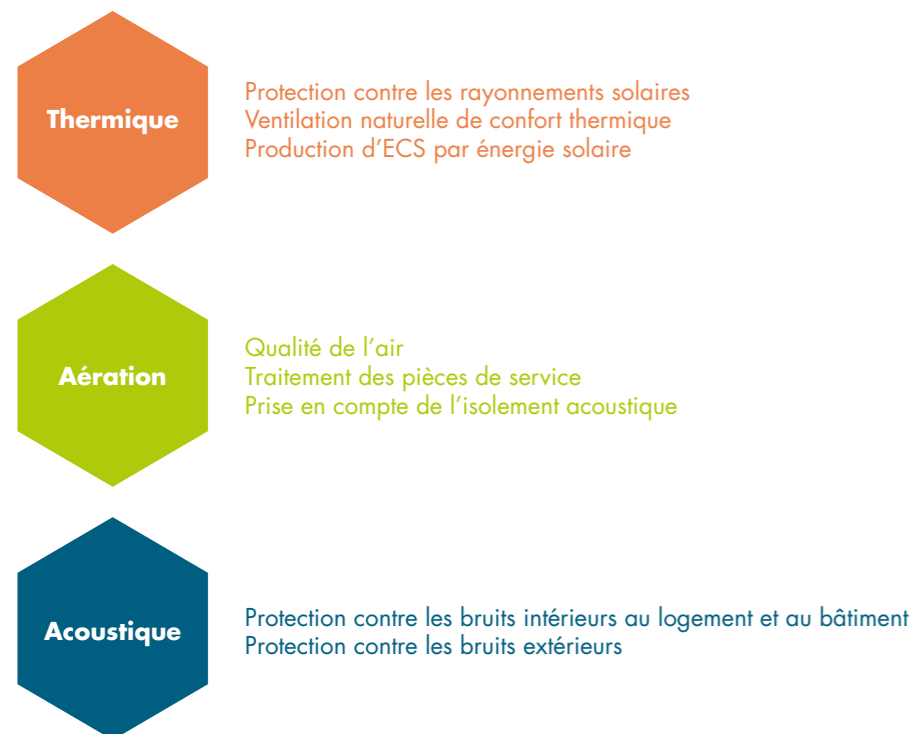 Thermique
Protection contre les rayonnements solaires
Ventilation naturelle de confort thermique
Production d’ECS par énergie solaire
Aération
Qualité de l’air
Traitement des pièces de service
Prise en compte de l’isolement acoustique
Acoustique
Protection contre les bruits intérieurs au logement et au bâtiment
Protection contre les bruits extérieurs